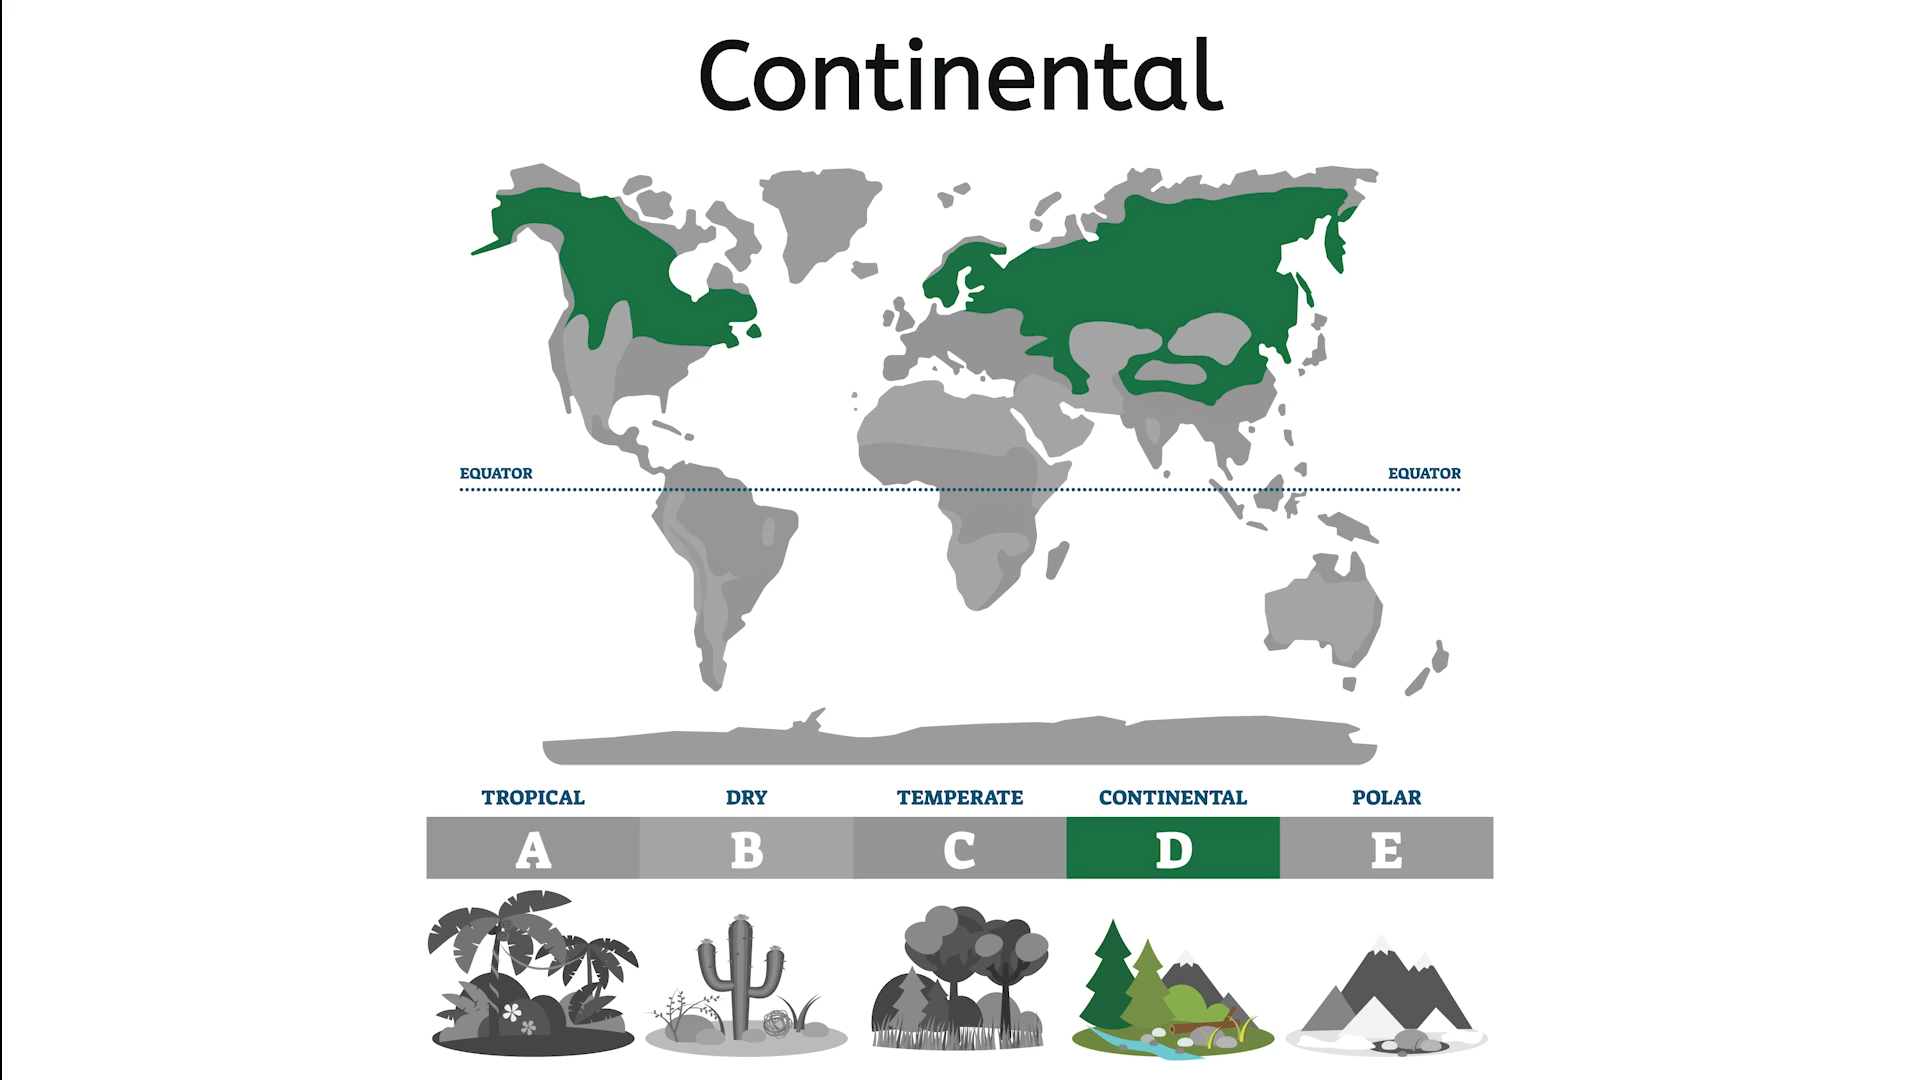 Continental
EQUATOR EQUATOR
TROPICAL DRY TEMPERATE CONTINENTAL POLAR
A B C D E